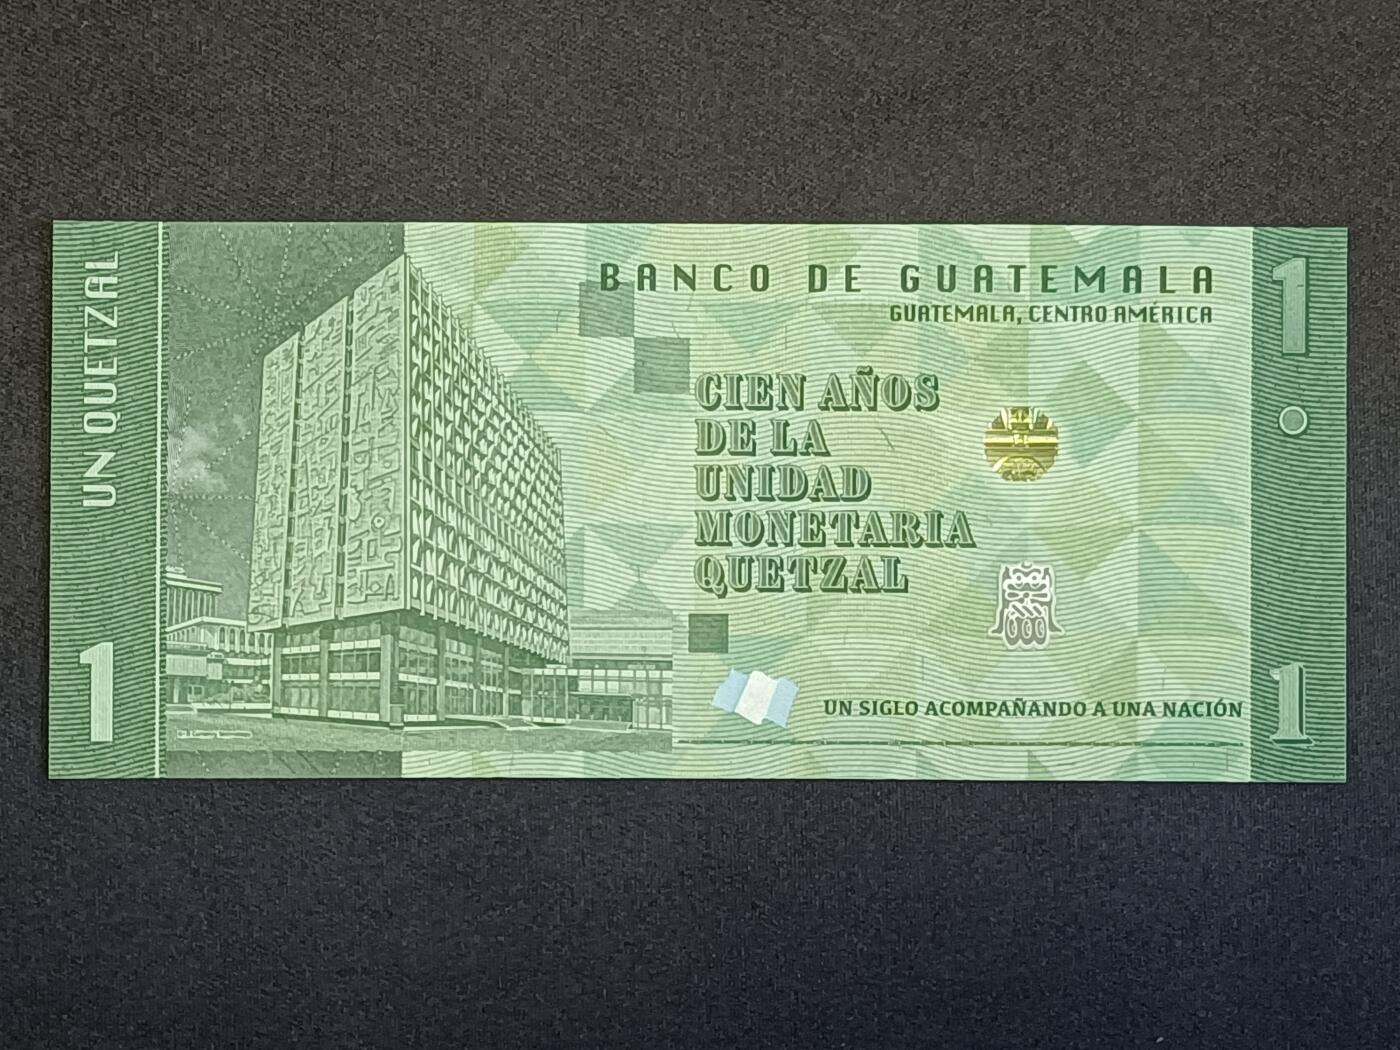 UN QUETZAL
1
BANCO DE GUATEMALA
GUATEMALA, CENTRO AMÉRICA
CIEN AÑOS
DE LA
UNIDAD
MONETARIA
QUETZAL
UN SIGLO ACOMPAÑANDO A UNA NACIÓN
1
1